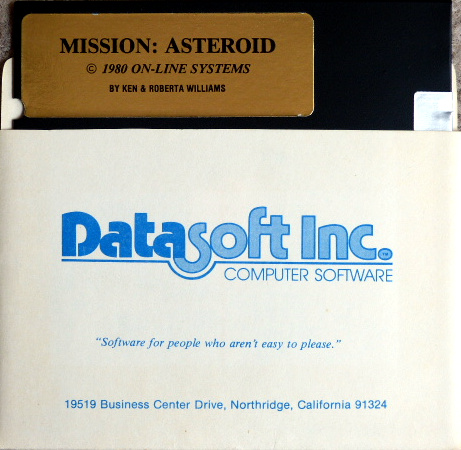 MISSION: ASTEROID
© 1980 ON-LINE SYSTEMS
BY KEN & ROBERTA WILLIAMS
Datasoft Inc.™
COMPUTER SOFTWARE
"Software for people who aren't easy to please."
19519 Business Center Drive, Northridge, California 91324